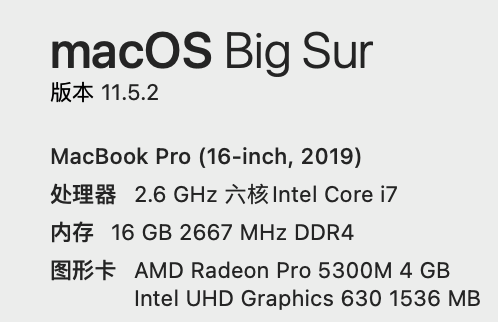 macOS Big Sur
版本 11.5.2
MacBook Pro (16-inch, 2019)
处理器 2.6 GHz 六核Intel Core i7
内存 16 GB 2667 MHz DDR4
图形卡 AMD Radeon Pro 5300M 4 GB
Intel UHD Graphics 630 1536 MB